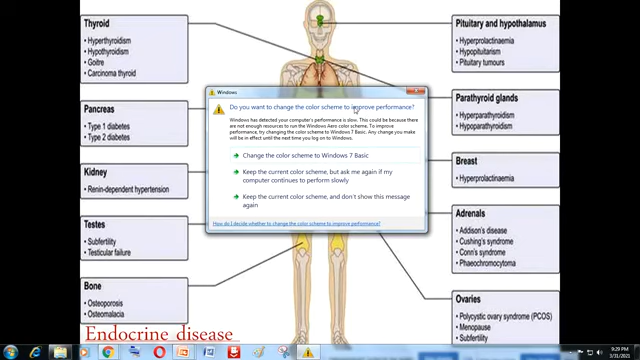 Thyroid
• Hyperthyroidism
• Hypothyroidism
• Goitre
• Carcinoma thyroid
Pancreas
• Type 1 diabetes
• Type 2 diabetes
Kidney
• Renin-dependent hypertension
Testes
• Subfertility
• Testicular failure
Bone
• Osteoporosis
• Osteomalacia
Endocrine disease
Windows
Do you want to change the color scheme to improve performance?
Windows has detected your computer's performance is slow. This could be because
there are not enough resources to run the Windows Aero color scheme. To improve
performance, try changing the color scheme to Windows 7 Basic. Any change you make
will be in effect until the next time you log on to Windows.
Change the color scheme to Windows 7 Basic
Keep the current color scheme, but ask me again if my
computer continues to perform slowly
Keep the current color scheme, and don't show this message
again
How do I decide whether to change the color scheme to improve performance?
Pituitary and hypothalamus
• Hyperprolactinaemia
• Hypopituitarism
• Pituitary tumours
Parathyroid glands
• Hyperparathyroidism
• Hypoparathyroidism
Breast
• Hyperprolactinaemia
Adrenals
• Addison's disease
• Cushing's syndrome
• Conn's syndrome
• Phaeochromocytoma
Ovaries
• Polycystic ovary syndrome (PCOS)
• Menopause
• Subfertility
9:29 PM
7/31/2021